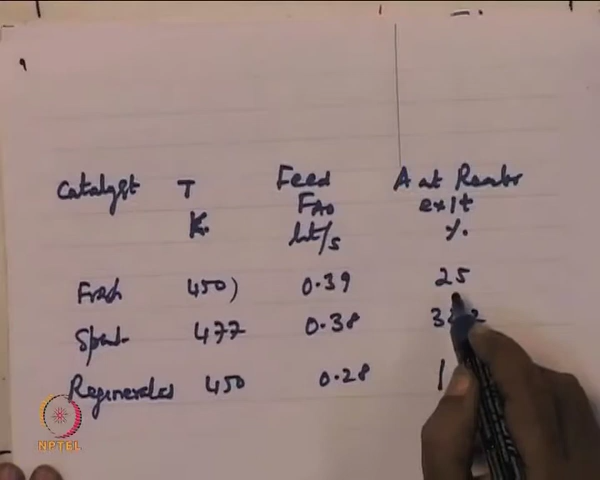 Catalyst T Feed A at Reactor
FAo exit
K. lit/s %.
Fresh 450) 0.39 25
Spent 477 0.38
Regenerated 450 0.28
NPTEL